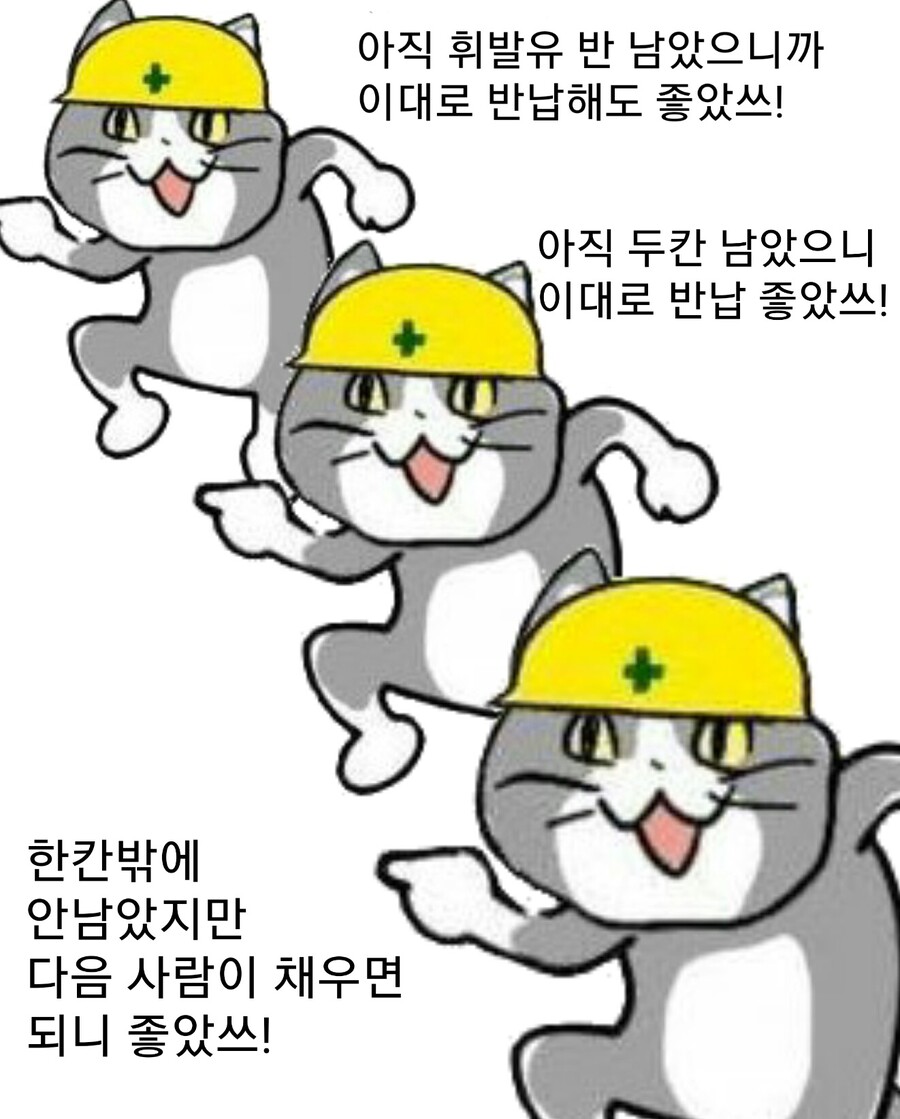 아직 휘발유 반 남았으니까
이대로 반납해도 좋았쓰!
아직 두칸 남았으니
이대로 반납 좋았쓰!
한칸밖에
안남았지만
다음 사람이 채우면
되니 좋았쓰!